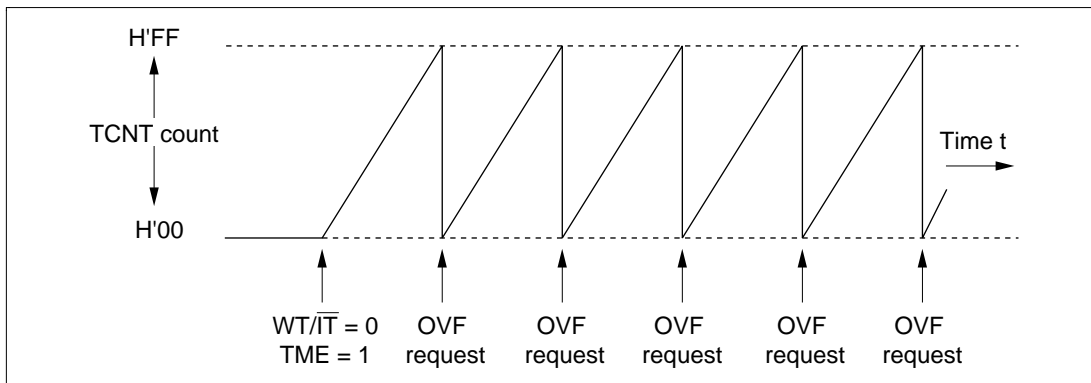 H'FF
TCNT count
Time t
H'00
WT/I̅T̅ = 0
TME = 1
OVF
request
OVF
request
OVF
request
OVF
request
OVF
request